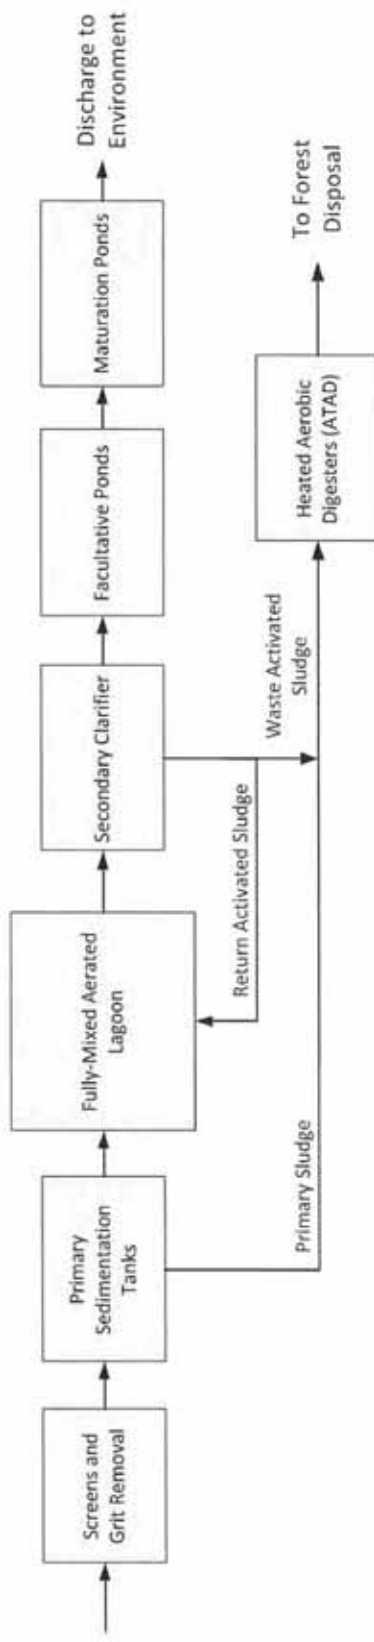 Screens and
Grit Removal
Primary
Sedimentation
Tanks
Fully-Mixed Aerated
Lagoon
Secondary Clarifier
Facultative Ponds
Maturation Ponds
Discharge to
Environment
Return Activated Sludge
Waste Activated
Sludge
Primary Sludge
Heated Aerobic
Digesters (ATAD)
To Forest
Disposal